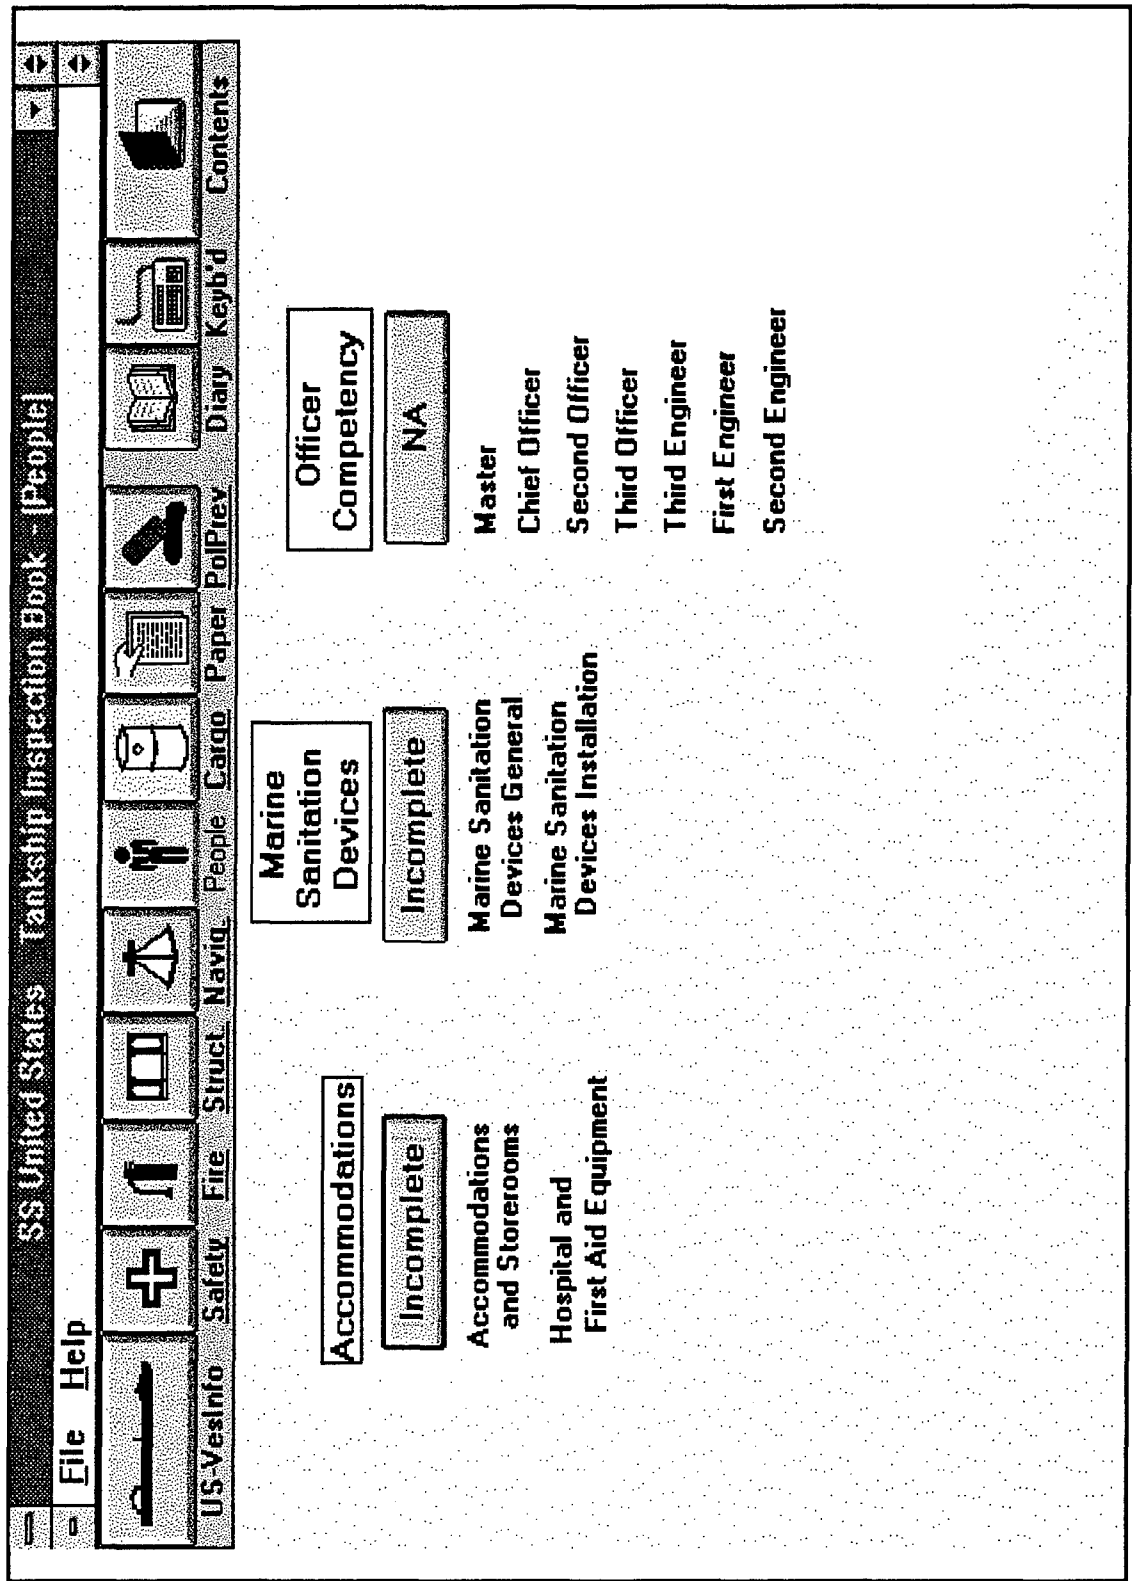 SS United States - Tankship Inspection Book - [People]
File Help
US-VesInfo Safety Fire Struct. Navig. People Cargo Paper PolPrev Diary Keyb'd Contents
Accommodations
Incomplete
Accommodations
and Storerooms
Hospital and
First Aid Equipment
Marine
Sanitation
Devices
Incomplete
Marine Sanitation
Devices General
Marine Sanitation
Devices Installation
Officer
Competency
NA
Master
Chief Officer
Second Officer
Third Officer
Third Engineer
First Engineer
Second Engineer